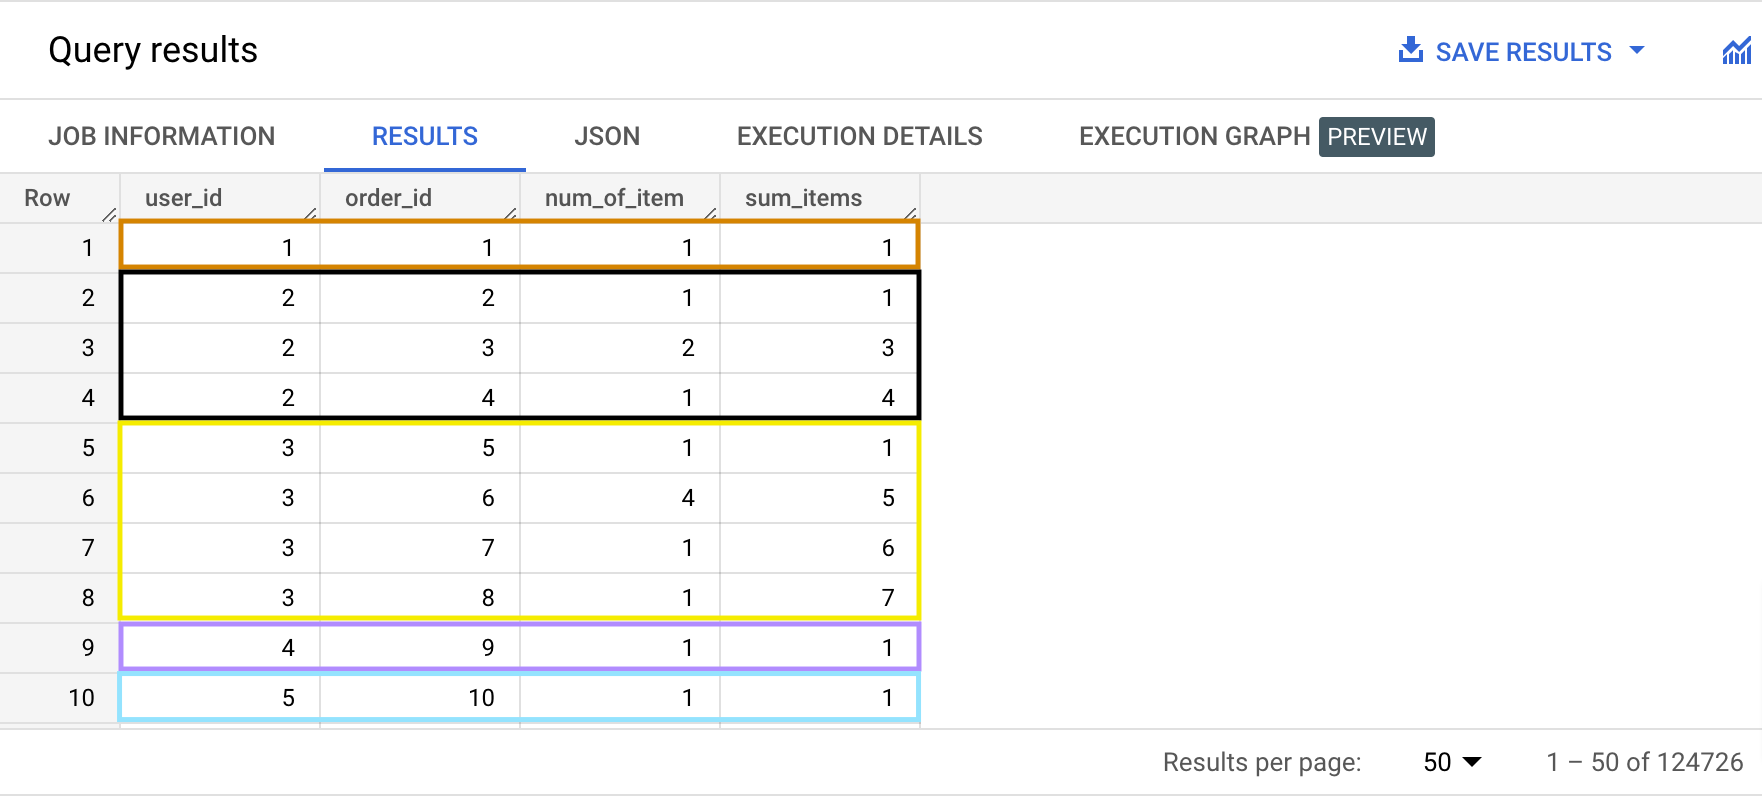 Query results
SAVE RESULTS
JOB INFORMATION RESULTS JSON EXECUTION DETAILS EXECUTION GRAPH PREVIEW
Row user_id order_id num_of_item sum_items
1 1 1 1 1
2 2 2 1 1
3 2 3 2 3
4 2 4 1 4
5 3 5 1 1
6 3 6 4 5
7 3 7 1 6
8 3 8 1 7
9 4 9 1 1
10 5 10 1 1
Results per page: 50 1 – 50 of 124726